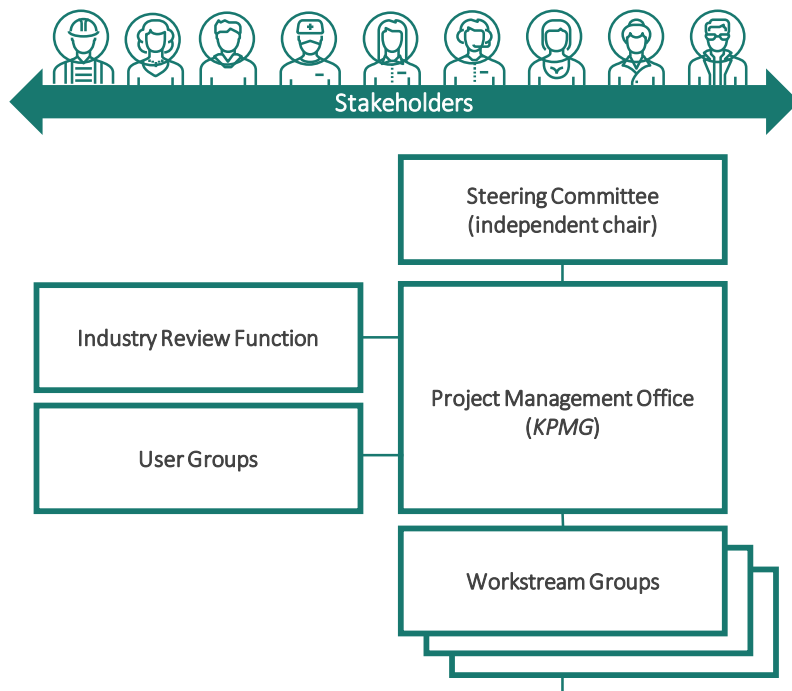 Stakeholders
Steering Committee
(independent chair)
Industry Review Function
Project Management Office
(KPMG)
User Groups
Workstream Groups